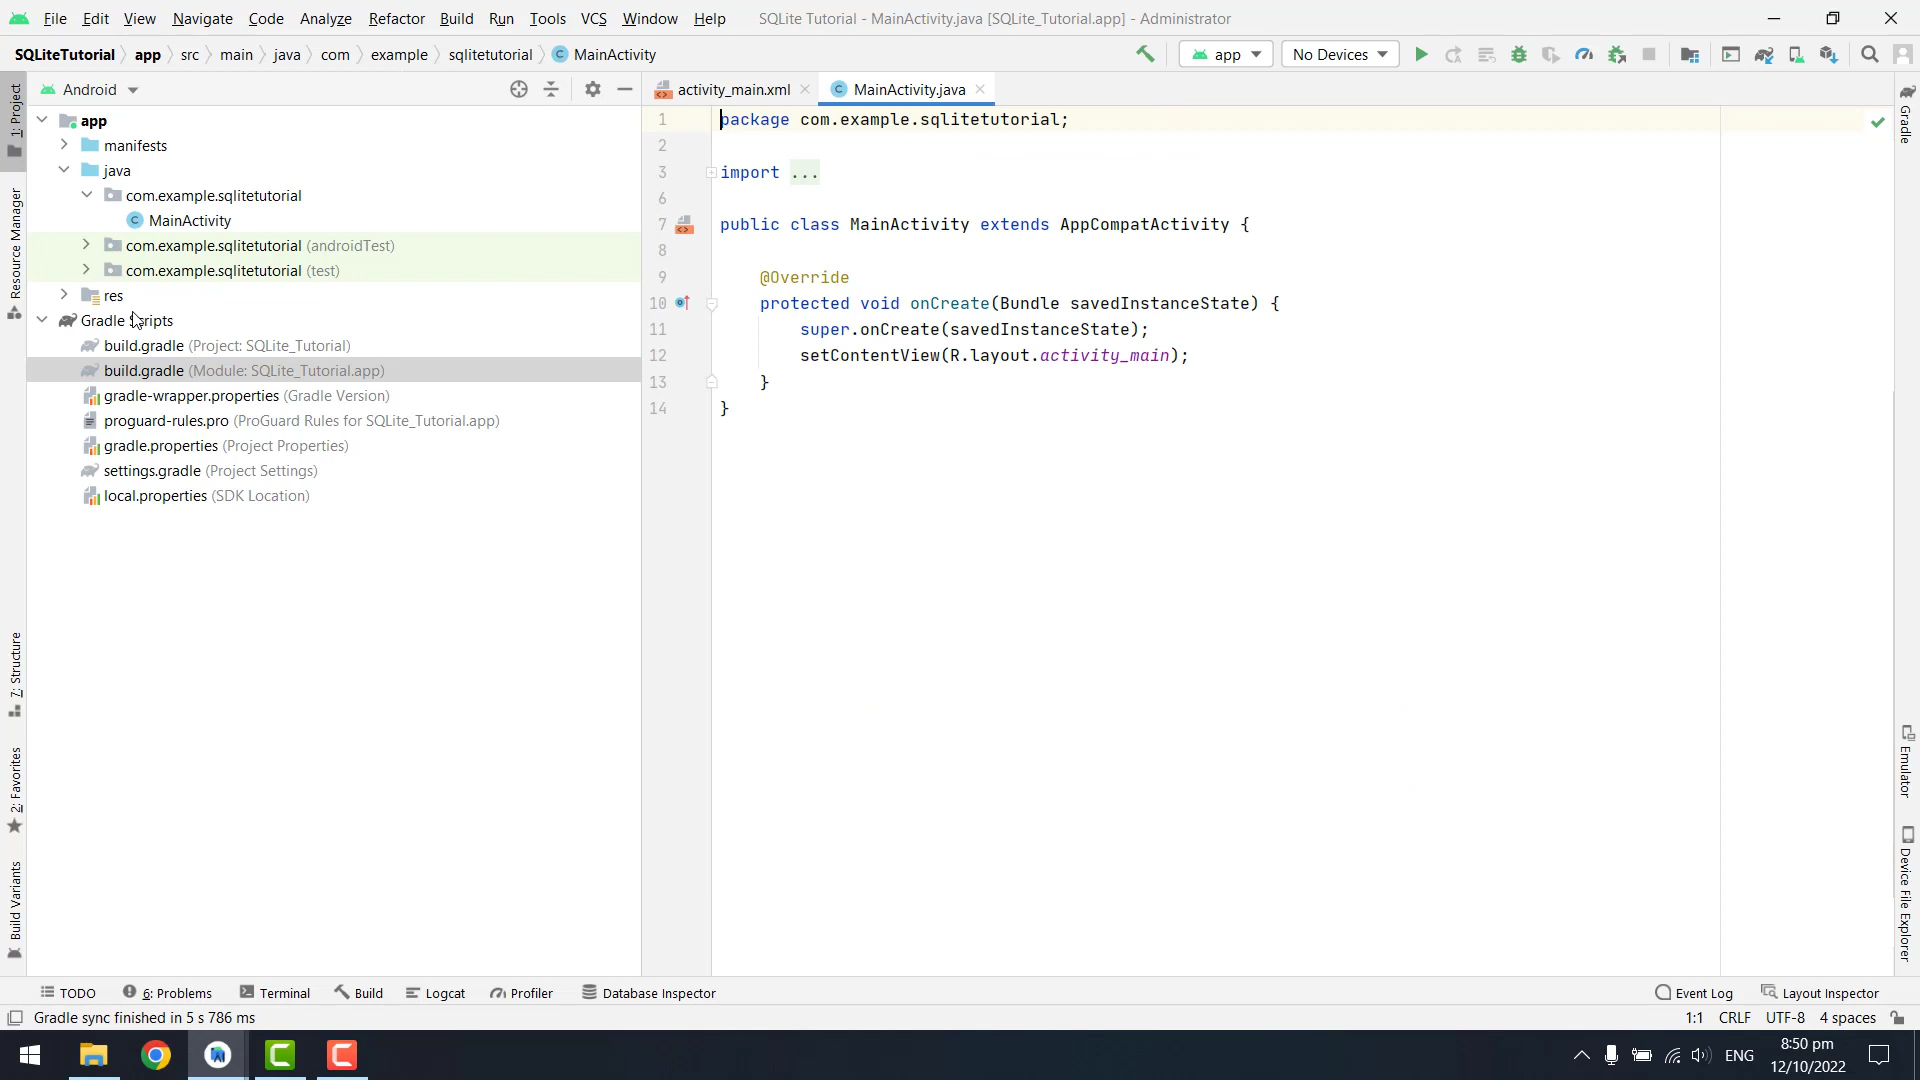 File Edit View Navigate Code Analyze Refactor Build Run Tools VCS Window Help SQLite Tutorial - MainActivity.java [SQLite_Tutorial.app] - Administrator
SQLiteTutorial app src main java com example sqlitetutorial C MainActivity app No Devices
Android
activity_main.xml
C MainActivity.java
1: Project
Resource Manager
7: Structure
2: Favorites
Build Variants
app
manifests
java
com.example.sqlitetutorial
C MainActivity
com.example.sqlitetutorial (androidTest)
com.example.sqlitetutorial (test)
res
Gradle Scripts
build.gradle (Project: SQLite_Tutorial)
build.gradle (Module: SQLite_Tutorial.app)
gradle-wrapper.properties (Gradle Version)
proguard-rules.pro (ProGuard Rules for SQLite_Tutorial.app)
gradle.properties (Project Properties)
settings.gradle (Project Settings)
local.properties (SDK Location)
1 package com.example.sqlitetutorial;
2
3 import ...
6
7 public class MainActivity extends AppCompatActivity {
8
9 @Override
10 protected void onCreate(Bundle savedInstanceState) {
11 super.onCreate(savedInstanceState);
12 setContentView(R.layout.activity_main);
13 }
14 }
Gradle
Emulator
Device File Explorer
TODO 6: Problems Terminal Build Logcat Profiler Database Inspector Event Log Layout Inspector
Gradle sync finished in 5 s 786 ms 1:1 CRLF UTF-8 4 spaces
ENG
8:50 pm
12/10/2022